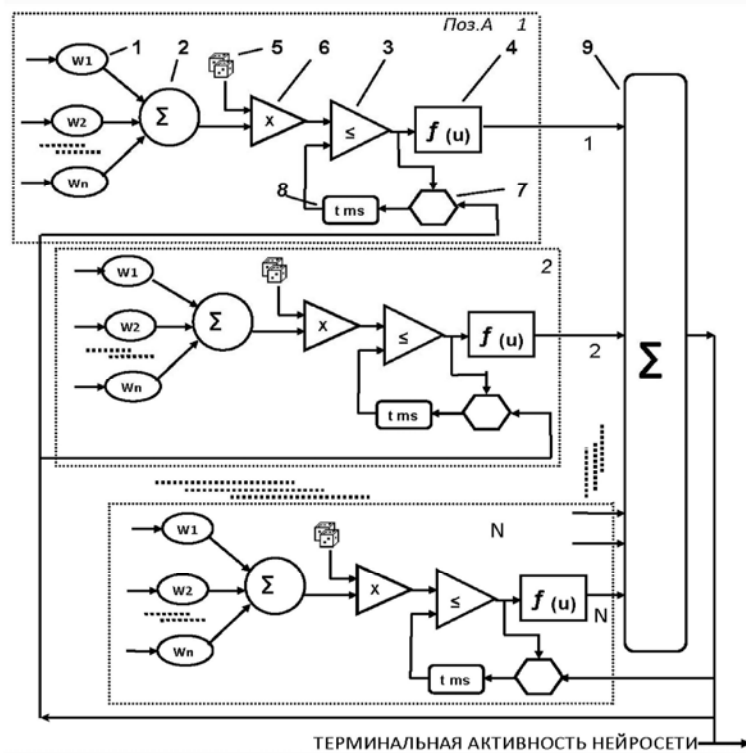 Поз.А 1
1 2 5 6 3 4 9
W1
Σ
W2
Wn
x
≤
f (u)
1
8
t ms
7
2
W1
Σ
W2
Wn
x
≤
f (u)
2
t ms
Σ
N
W1
Σ
W2
Wn
x
≤
f (u)
N
t ms
ТЕРМИНАЛЬНАЯ АКТИВНОСТЬ НЕЙРОСЕТИ